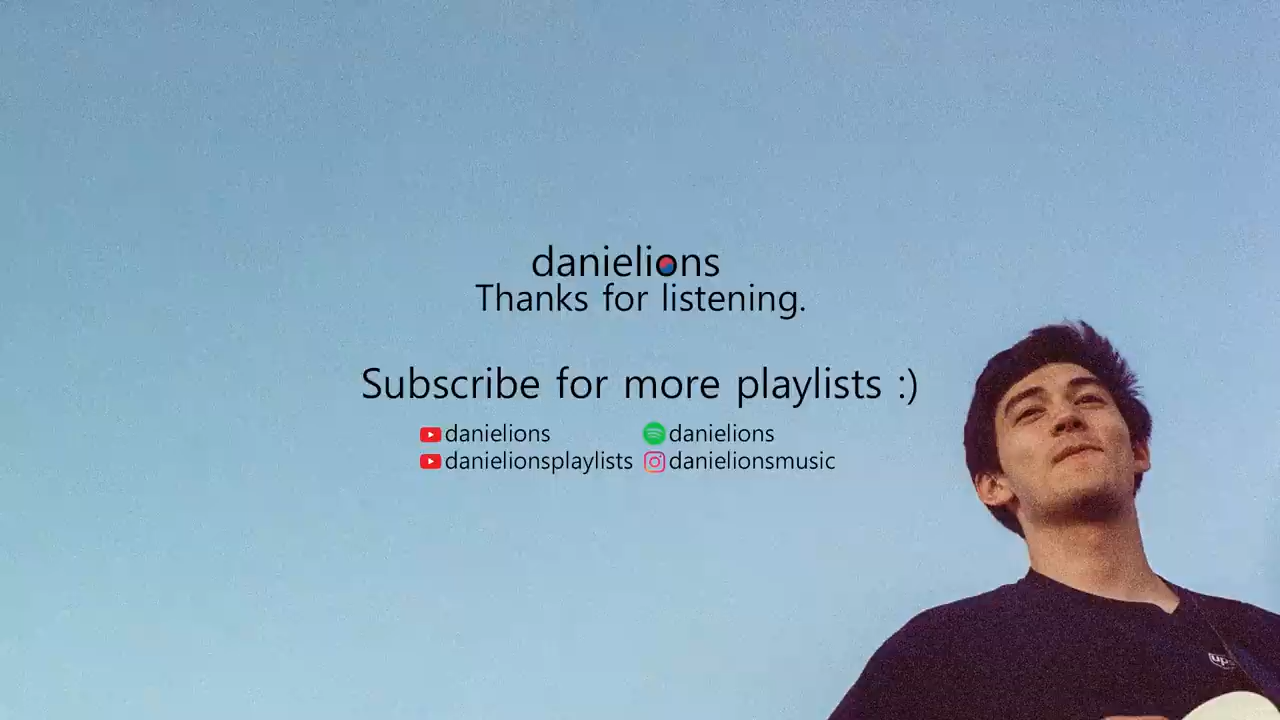 danielions
Thanks for listening.
Subscribe for more playlists :)
danielions danielions
danielionsplaylists danielionsmusic